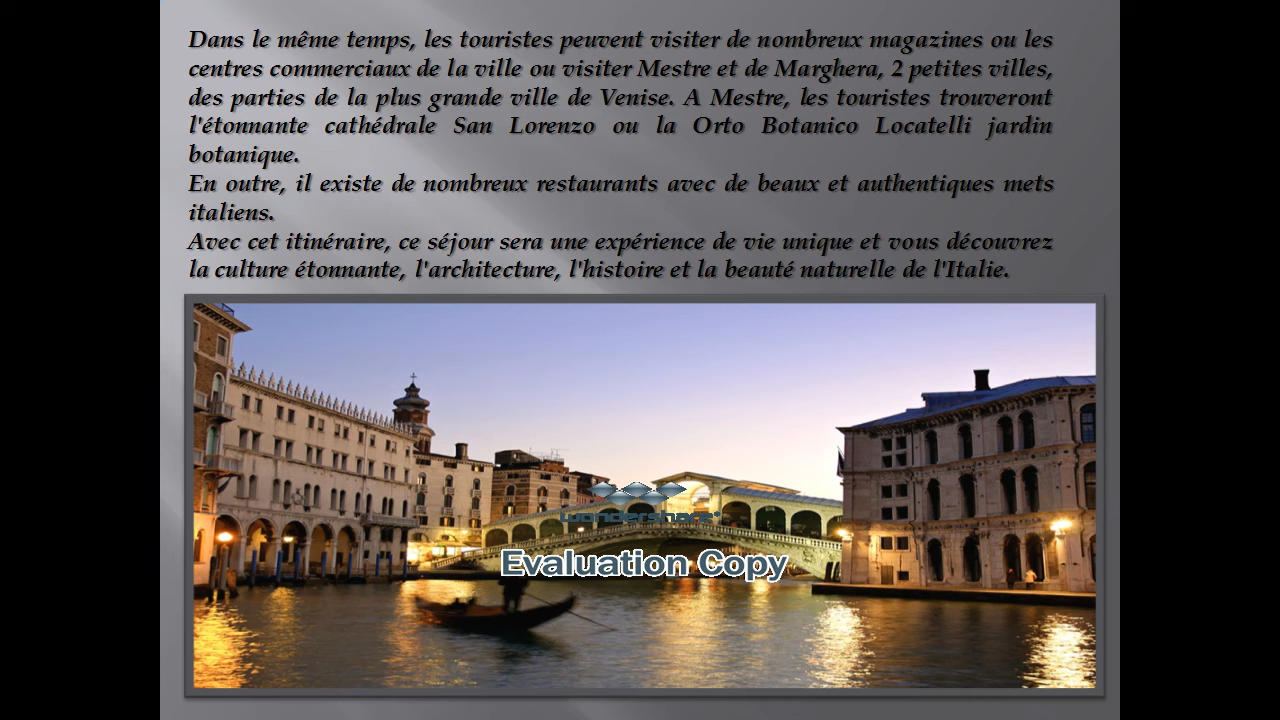 Dans le même temps, les touristes peuvent visiter de nombreux magazines ou les
centres commerciaux de la ville ou visiter Mestre et de Marghera, 2 petites villes,
des parties de la plus grande ville de Venise. A Mestre, les touristes trouveront
l'étonnante cathédrale San Lorenzo ou la Orto Botanico Locatelli jardin
botanique.
En outre, il existe de nombreux restaurants avec de beaux et authentiques mets
italiens.
Avec cet itinéraire, ce séjour sera une expérience de vie unique et vous découvrez
la culture étonnante, l'architecture, l'histoire et la beauté naturelle de l'Italie.
wondershare®
Evaluation Copy